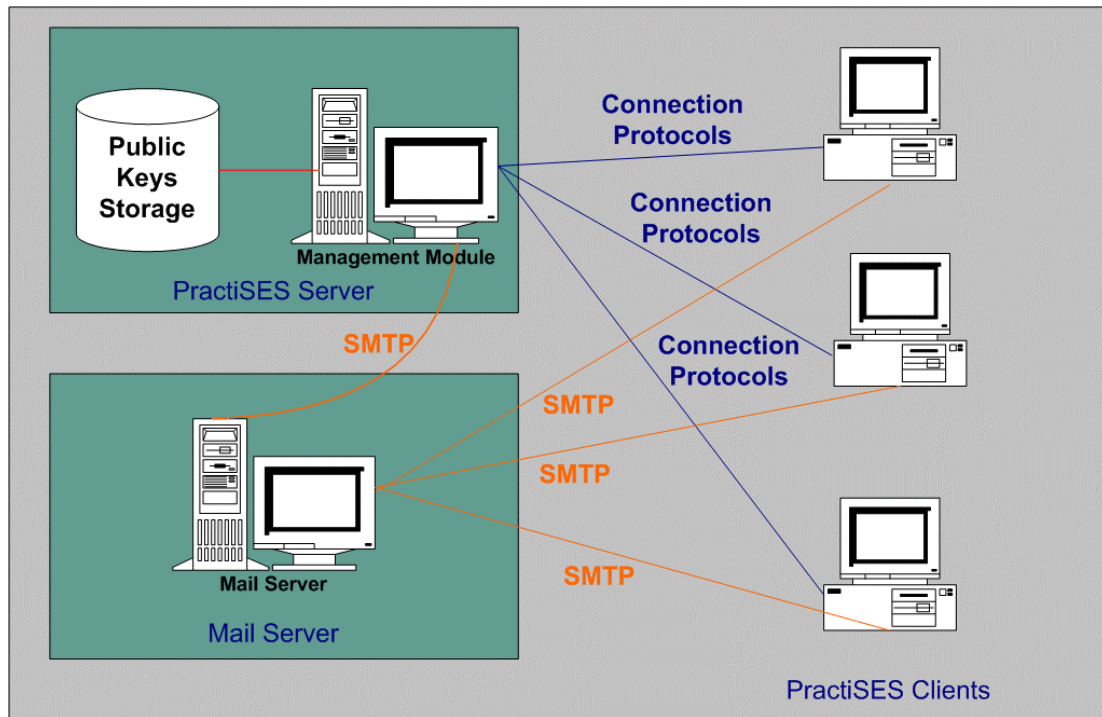 Public
Keys
Storage
Management Module
PractiSES Server
Connection
Protocols
Connection
Protocols
Connection
Protocols
SMTP
SMTP
SMTP
SMTP
Mail Server
Mail Server
PractiSES Clients